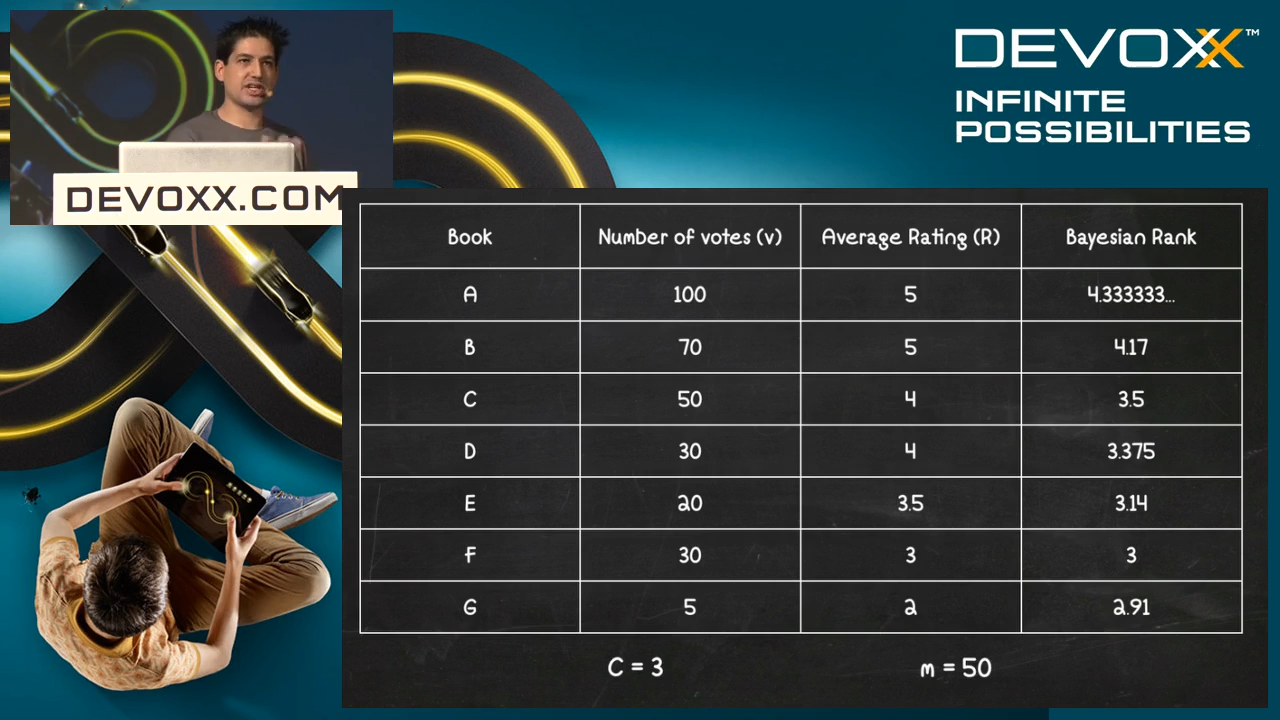 DEVOXX™
INFINITE
POSSIBILITIES
DEVOXX.COM
Book Number of votes (v) Average Rating (R) Bayesian Rank
A 100 5 4.333333...
B 70 5 4.17
C 50 4 3.5
D 30 4 3.375
E 20 3.5 3.14
F 30 3 3
G 5 2 2.91
C = 3 m = 50